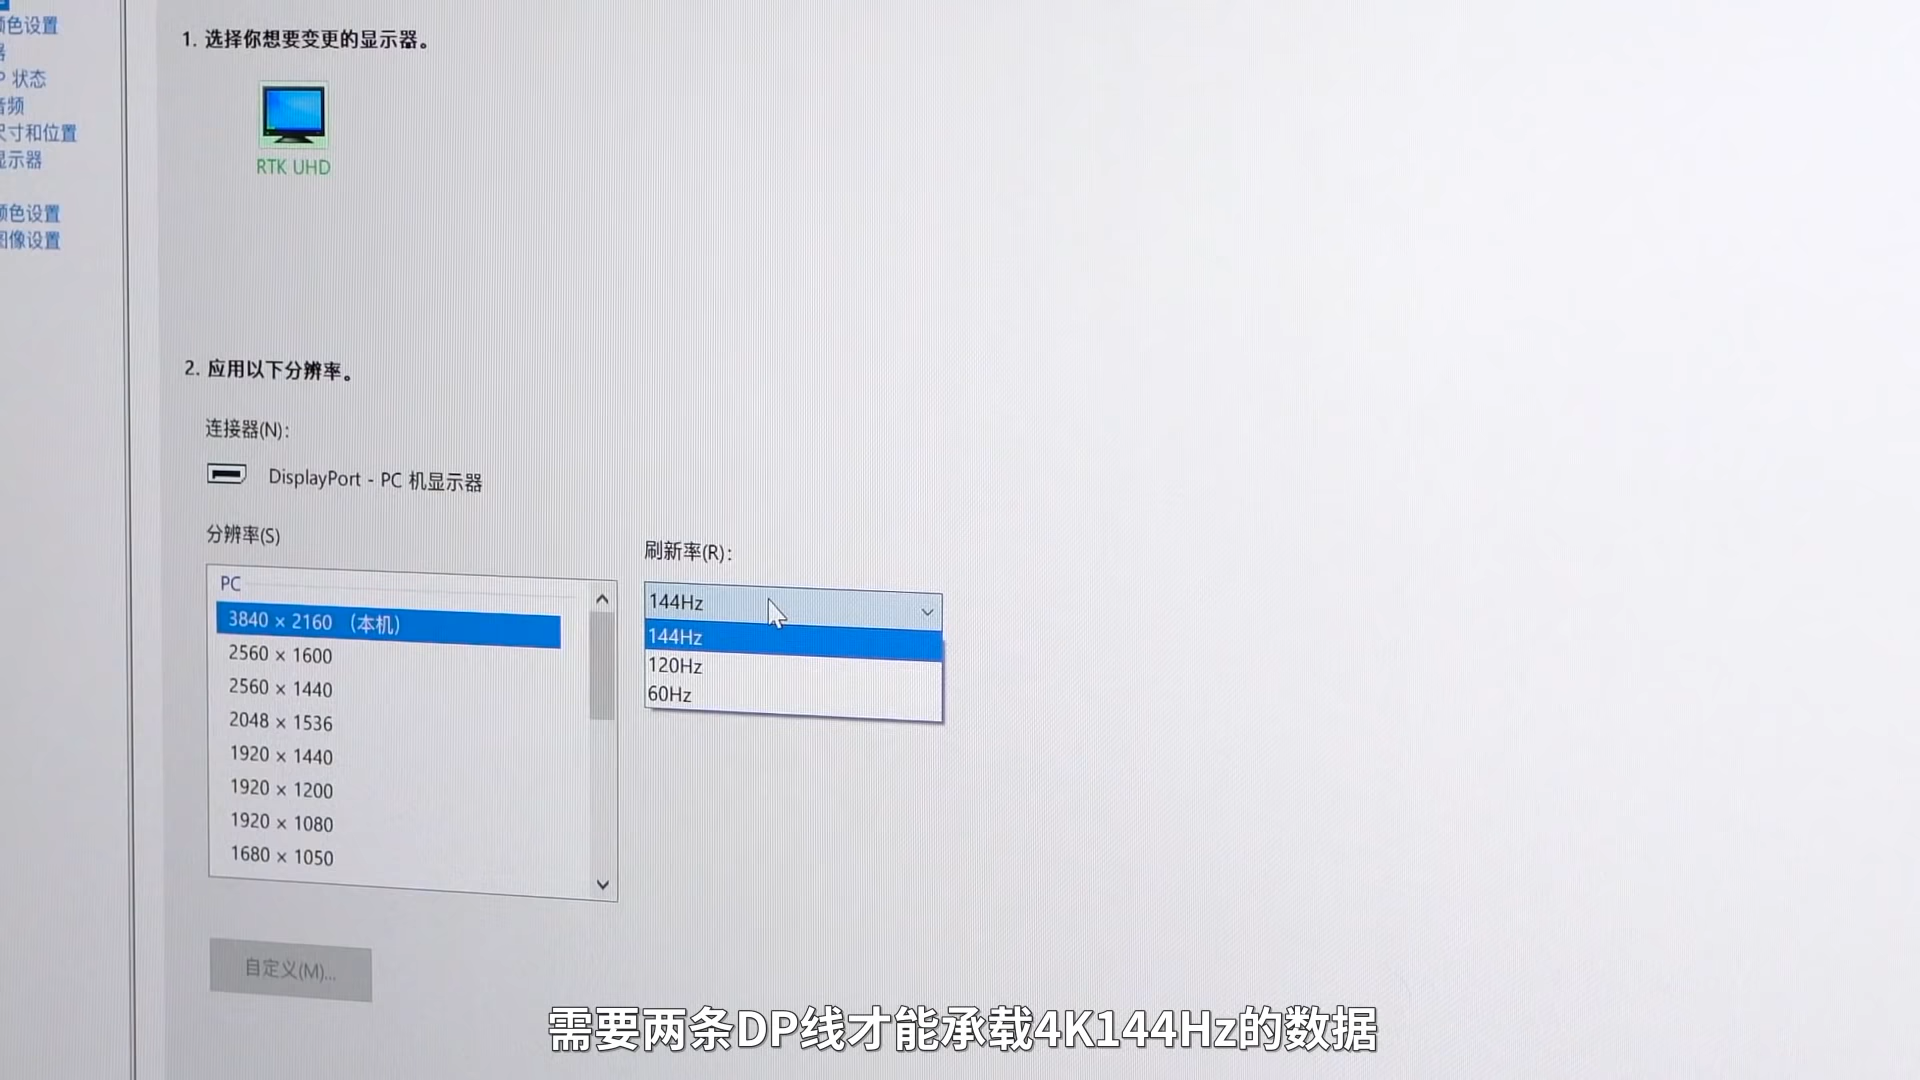 颜色设置
器
P 状态
音频
尺寸和位置
显示器
颜色设置
图像设置
1. 选择你想要变更的显示器。
RTK UHD
2. 应用以下分辨率。
连接器(N):
DisplayPort - PC 机显示器
分辨率(S)
刷新率(R):
PC
3840 × 2160 （本机）
2560 × 1600
2560 × 1440
2048 × 1536
1920 × 1440
1920 × 1200
1920 × 1080
1680 × 1050
144Hz
144Hz
120Hz
60Hz
自定义(M)...
需要两条DP线才能承载4K144Hz的数据